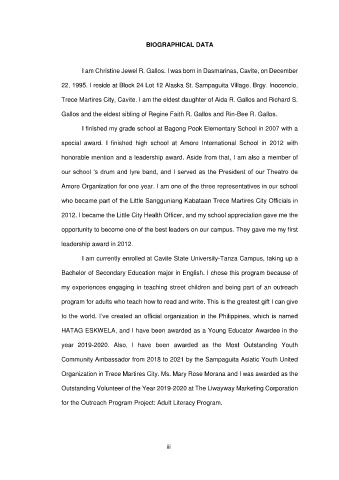 BIOGRAPHICAL DATA
I am Christine Jewel R. Gallos. I was born in Dasmarinas, Cavite, on December
22, 1995. I reside at Block 24 Lot 12 Alaska St. Sampaguita Village, Brgy. Inocencio,
Trece Martires City, Cavite. I am the eldest daughter of Aida R. Gallos and Richard S.
Gallos and the eldest sibling of Regine Faith R. Gallos and Rin-Bee R. Gallos.
I finished my grade school at Bagong Pook Elementary School in 2007 with a
special award. I finished high school at Amore International School in 2012 with
honorable mention and a leadership award. Aside from that, I am also a member of
our school 's drum and lyre band, and I served as the President of our Theatro de
Amore Organization for one year. I am one of the three representatives in our school
who became part of the Little Sangguniang Kabataan Trece Martires City Officials in
2012. I became the Little City Health Officer, and my school appreciation gave me the
opportunity to become one of the best leaders on our campus. They gave me my first
leadership award in 2012.
I am currently enrolled at Cavite State University-Tanza Campus, taking up a
Bachelor of Secondary Education major in English. I chose this program because of
my experiences engaging in teaching street children and being part of an outreach
program for adults who teach how to read and write. This is the greatest gift I can give
to the world. I've created an official organization in the Philippines, which is named
HATAG ESKWELA, and I have been awarded as a Young Educator Awardee in the
year 2019-2020. Also, I have been awarded as the Most Outstanding Youth
Community Ambassador from 2018 to 2021 by the Sampaguita Asiatic Youth United
Organization in Trece Martires City. Ms. Mary Rose Morana and I was awarded as the
Outstanding Volunteer of the Year 2019-2020 at The Liwayway Marketing Corporation
for the Outreach Program Project: Adult Literacy Program.
iii